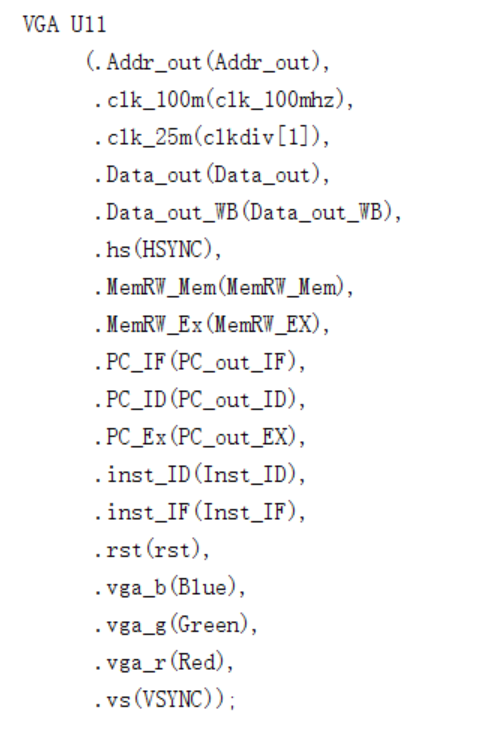 VGA U11
(.Addr_out(Addr_out),
.clk_100m(clk_100mhz),
.clk_25m(clkdiv[1]),
.Data_out(Data_out),
.Data_out_WB(Data_out_WB),
.hs(HSYNC),
.MemRW_Mem(MemRW_Mem),
.MemRW_Ex(MemRW_EX),
.PC_IF(PC_out_IF),
.PC_ID(PC_out_ID),
.PC_Ex(PC_out_EX),
.inst_ID(Inst_ID),
.inst_IF(Inst_IF),
.rst(rst),
.vga_b(Blue),
.vga_g(Green),
.vga_r(Red),
.vs(VSYNC));